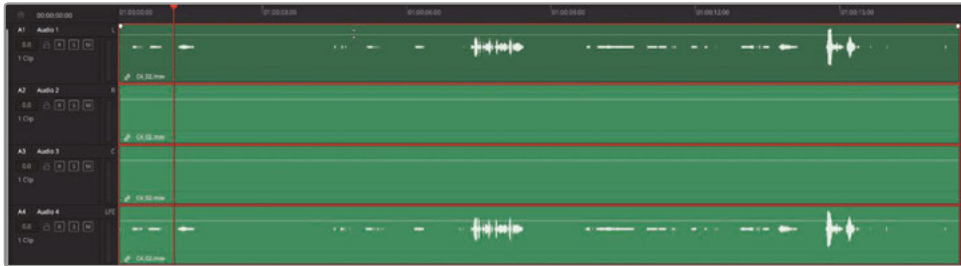 00:00:00:00 01:00:00:00 01:00:03:00 01:00:06:00 01:00:09:00 01:00:12:00 01:00:15:00
A1 Audio 1 L
0.0 R S M
1 Clip
C4_02.mov
A2 Audio 2 R
0.0 R S M
1 Clip
C4_02.mov
A3 Audio 3 C
0.0 R S M
1 Clip
C4_02.mov
A4 Audio 4 LFE
0.0 R S M
1 Clip
C4_02.mov